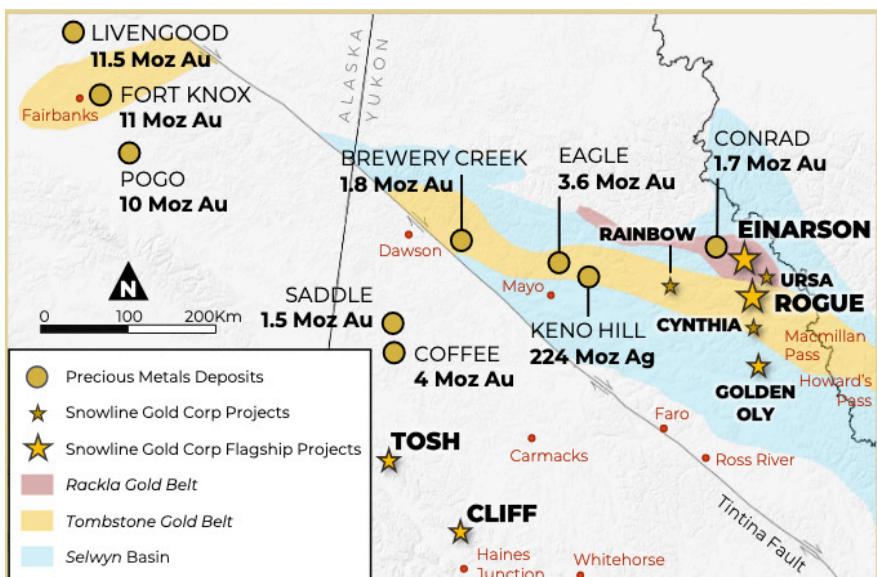 LIVENGOOD
11.5 Moz Au
FORT KNOX
11 Moz Au
Fairbanks
POGO
10 Moz Au
ALASKA
YUKON
BREWERY CREEK
1.8 Moz Au
EAGLE
3.6 Moz Au
CONRAD
1.7 Moz Au
RAINBOW
EINARSON
Dawson
URSA
ROGUE
Mayo
N
0 100 200Km
SADDLE
1.5 Moz Au
KENO HILL
224 Moz Ag
CYNTHIA
Macmillan
Pass
COFFEE
4 Moz Au
Howard's
Pass
GOLDEN
OLY
Precious Metals Deposits
Snowline Gold Corp Projects
Snowline Gold Corp Flagship Projects
Rackla Gold Belt
Tombstone Gold Belt
Selwyn Basin
TOSH
Carmacks
Faro
Ross River
Tintina Fault
CLIFF
Haines
Junction
Whitehorse